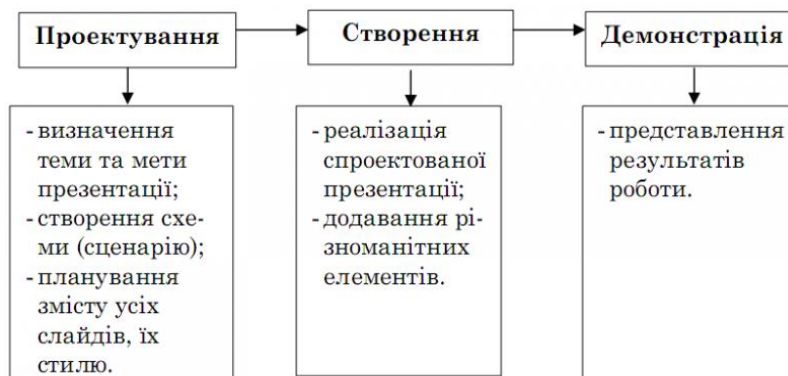 Проектування
Створення
Демонстрація
- визначення
теми та мети
презентації;
- створення схе-
ми (сценарію);
- планування
змісту усіх
слайдів, їх
стилю.
- реалізація
спроектованої
презентації;
- додавання рі-
зноманітних
елементів.
- представлення
результатів
роботи.